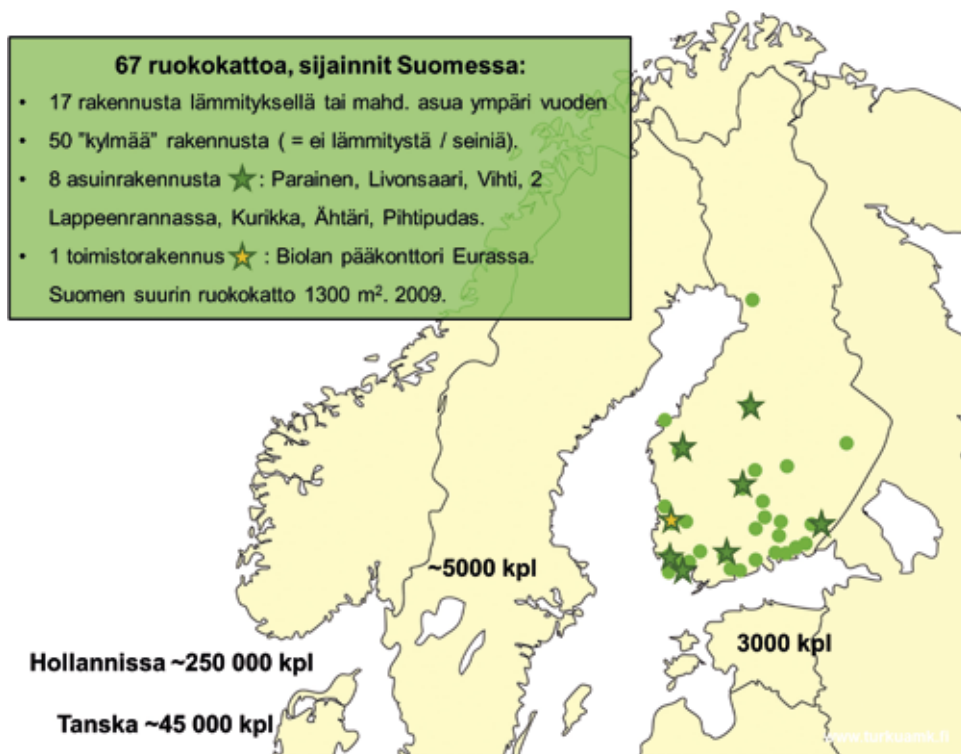 67 ruokokattoa, sijainnit Suomessa:
• 17 rakennusta lämmityksellä tai mahd. asua ympäri vuoden
• 50 "kylmää" rakennusta ( = ei lämmitystä / seiniä).
• 8 asuinrakennusta : Parainen, Livonsaari, Vihti, 2
Lappeenrannassa, Kurikka, Ähtäri, Pihtipudas.
• 1 toimistorakennus : Biolan pääkonttori Eurassa.
Suomen suurin ruokokatto 1300 m². 2009.
~5000 kpl
3000 kpl
Hollannissa ~250 000 kpl
Tanska ~45 000 kpl
www.turkuamk.fi